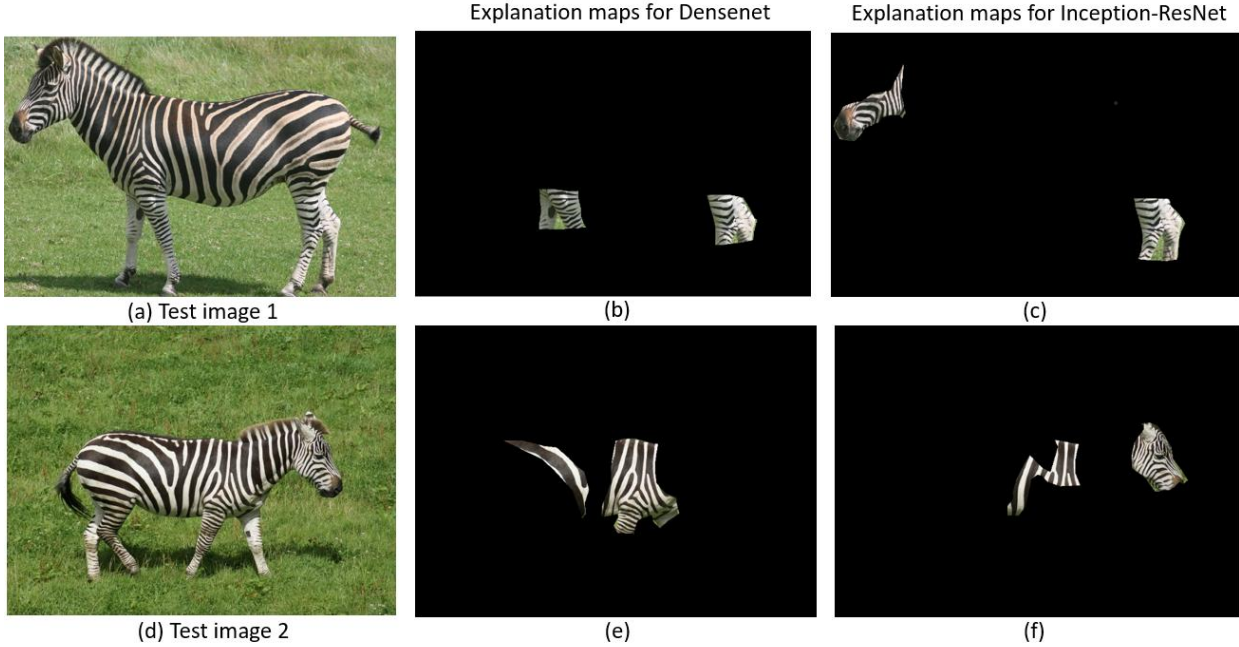 Explanation maps for Densenet
Explanation maps for Inception-ResNet
(a) Test image 1
(b)
(c)
(d) Test image 2
(e)
(f)